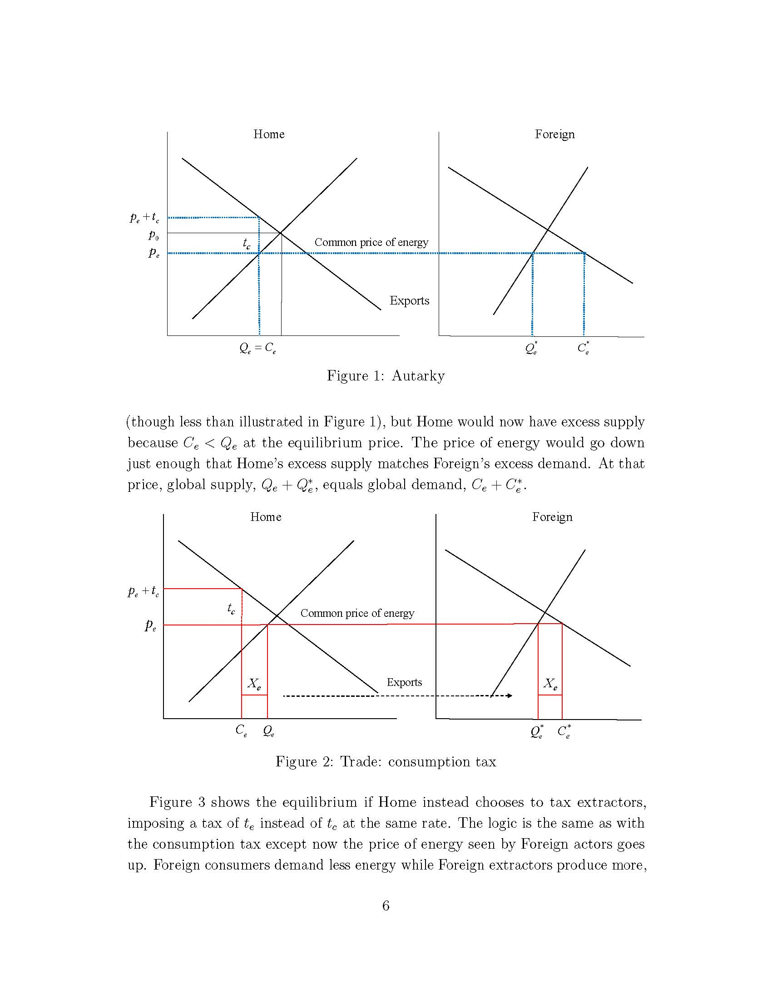 Home Foreign
p_e + t_c
p_0
t_c Common price of energy
p_e
Exports
Q_e = C_e Q_e^* C_e^*
Figure 1: Autarky
(though less than illustrated in Figure 1), but Home would now have excess supply
because C_e < Q_e at the equilibrium price. The price of energy would go down
just enough that Home's excess supply matches Foreign's excess demand. At that
price, global supply, Q_e + Q_e^*, equals global demand, C_e + C_e^*.
Home Foreign
p_e + t_c
t_c Common price of energy
p_e
X_e Exports X_e
C_e Q_e Q_e^* C_e^*
Figure 2: Trade: consumption tax
Figure 3 shows the equilibrium if Home instead chooses to tax extractors,
imposing a tax of t_e instead of t_c at the same rate. The logic is the same as with
the consumption tax except now the price of energy seen by Foreign actors goes
up. Foreign consumers demand less energy while Foreign extractors produce more,
6